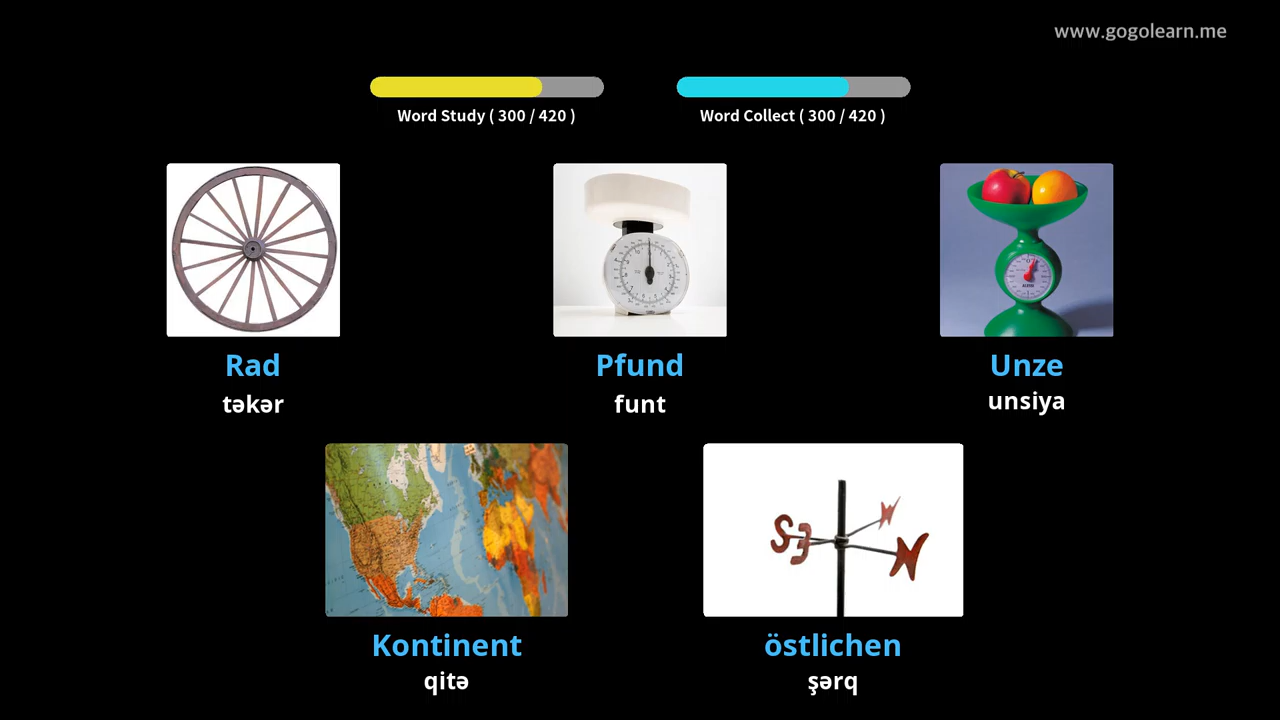 www.gogolearn.me
Word Study ( 300 / 420 )
Word Collect ( 300 / 420 )
Rad
təkər
Pfund
funt
Unze
unsiya
Kontinent
qitə
östlichen
şərq